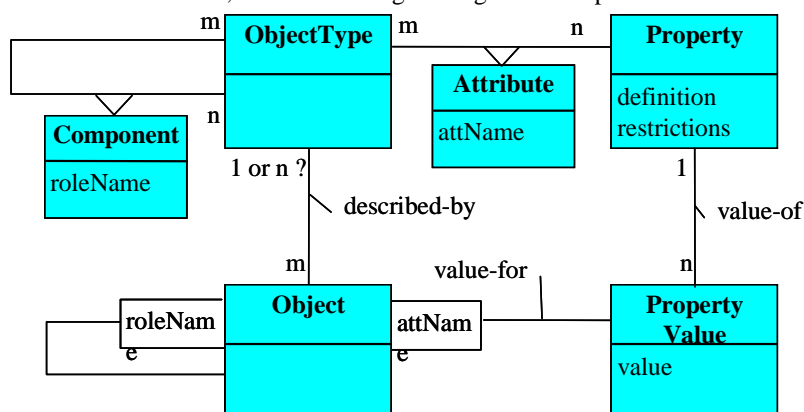 m
ObjectType
m
n
Property
Attribute
definition
restrictions
attName
n
Component
roleName
1 or n ?
1
described-by
value-of
m
value-for
n
Object
Property
Value
roleNam
e
attNam
e
value